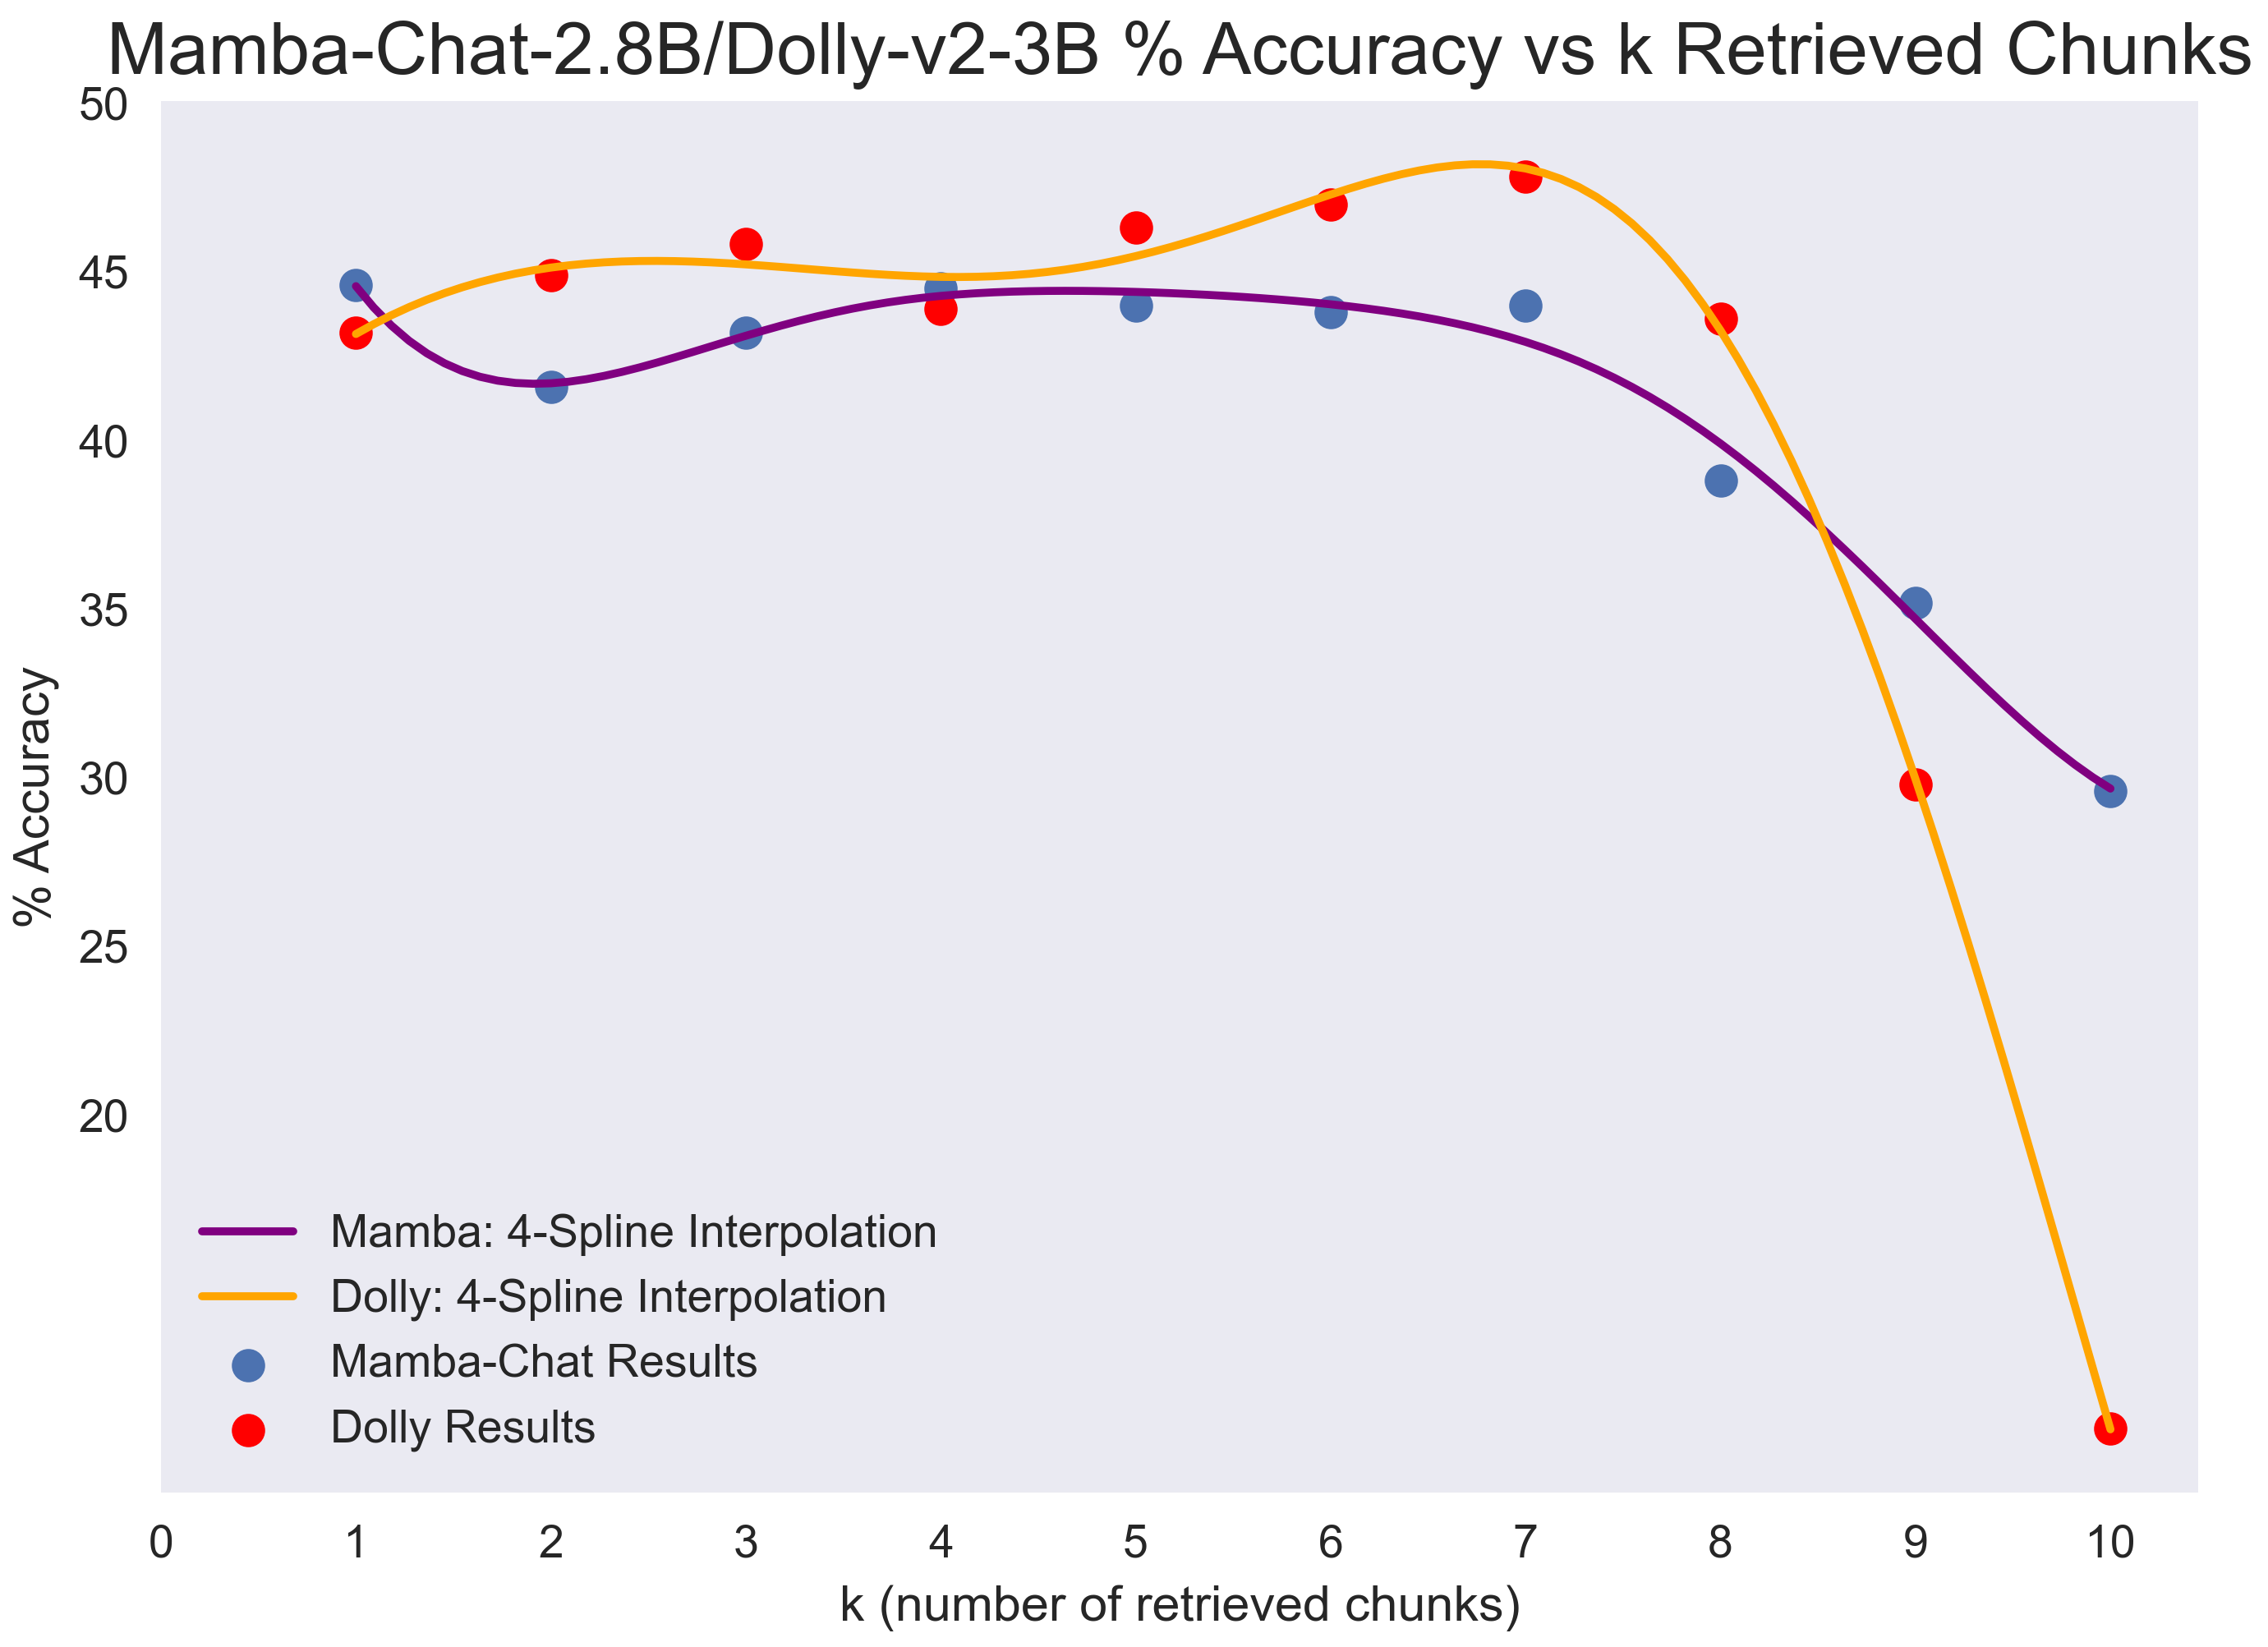 Mamba-Chat-2.8B/Dolly-v2-3B % Accuracy vs k Retrieved Chunks
50
45
40
35
30
25
20
% Accuracy
Mamba: 4-Spline Interpolation
Dolly: 4-Spline Interpolation
Mamba-Chat Results
Dolly Results
0 1 2 3 4 5 6 7 8 9 10
k (number of retrieved chunks)